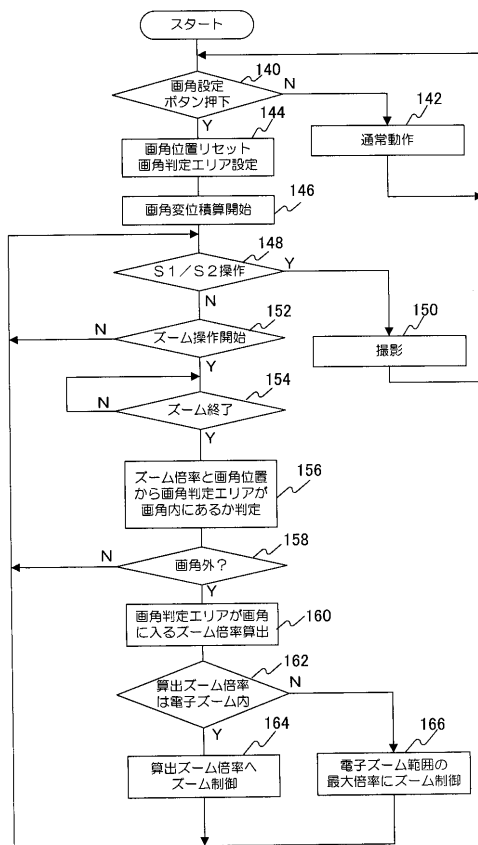 スタート
140
画角設定
ボタン押下
N
Y
142
通常動作
144
画角位置リセット
画角判定エリア設定
146
画角変位積算開始
148
S1/S2操作
Y
N
150
撮影
152
ズーム操作開始
N
Y
154
ズーム終了
N
Y
156
ズーム倍率と画角位置
から画角判定エリアが
画角内にあるか判定
158
画角外?
N
Y
160
画角判定エリアが画角
に入るズーム倍率算出
162
算出ズーム倍率
は電子ズーム内
N
Y
164
算出ズーム倍率へ
ズーム制御
166
電子ズーム範囲の
最大倍率にズーム制御